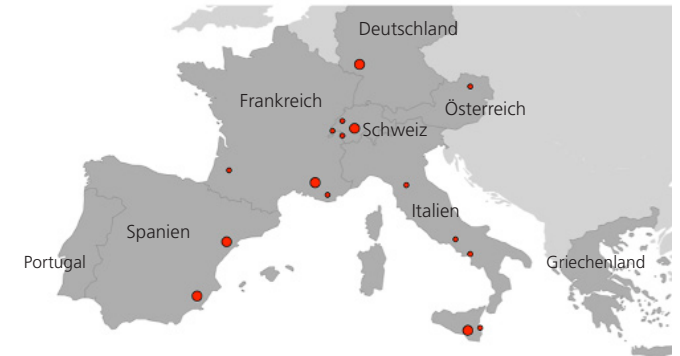 Deutschland
Frankreich
Österreich
Schweiz
Italien
Spanien
Portugal
Griechenland